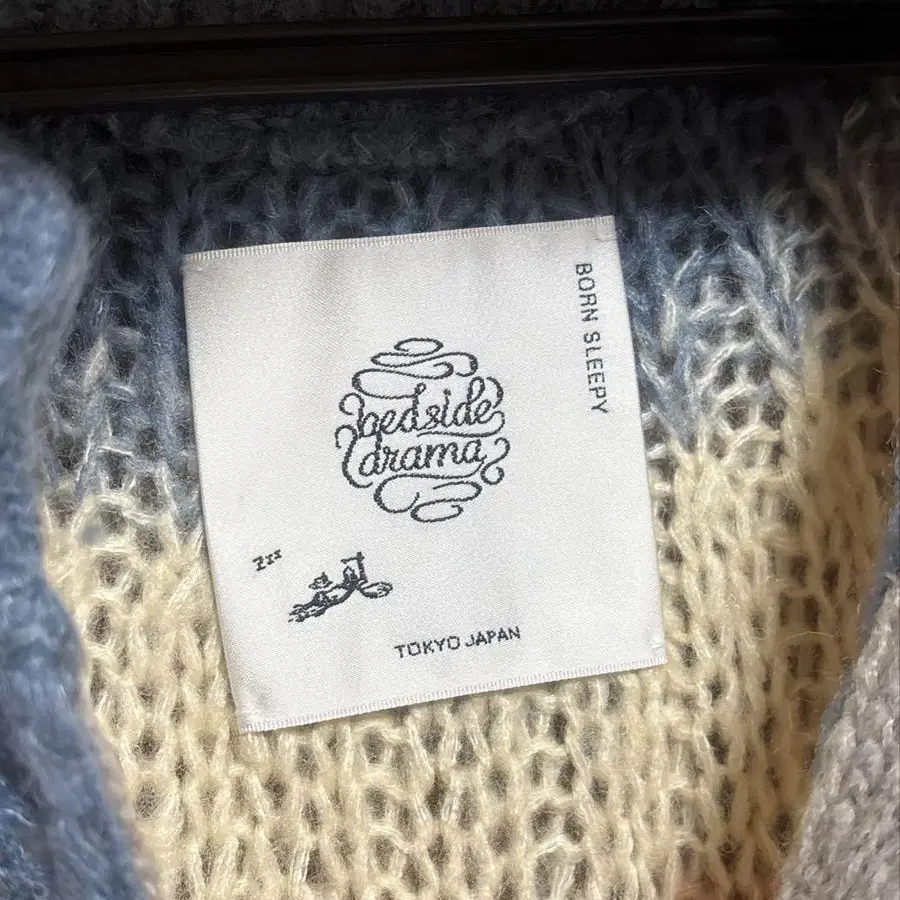 BORN SLEEPY
bedside
drama
zzz
TOKYO JAPAN